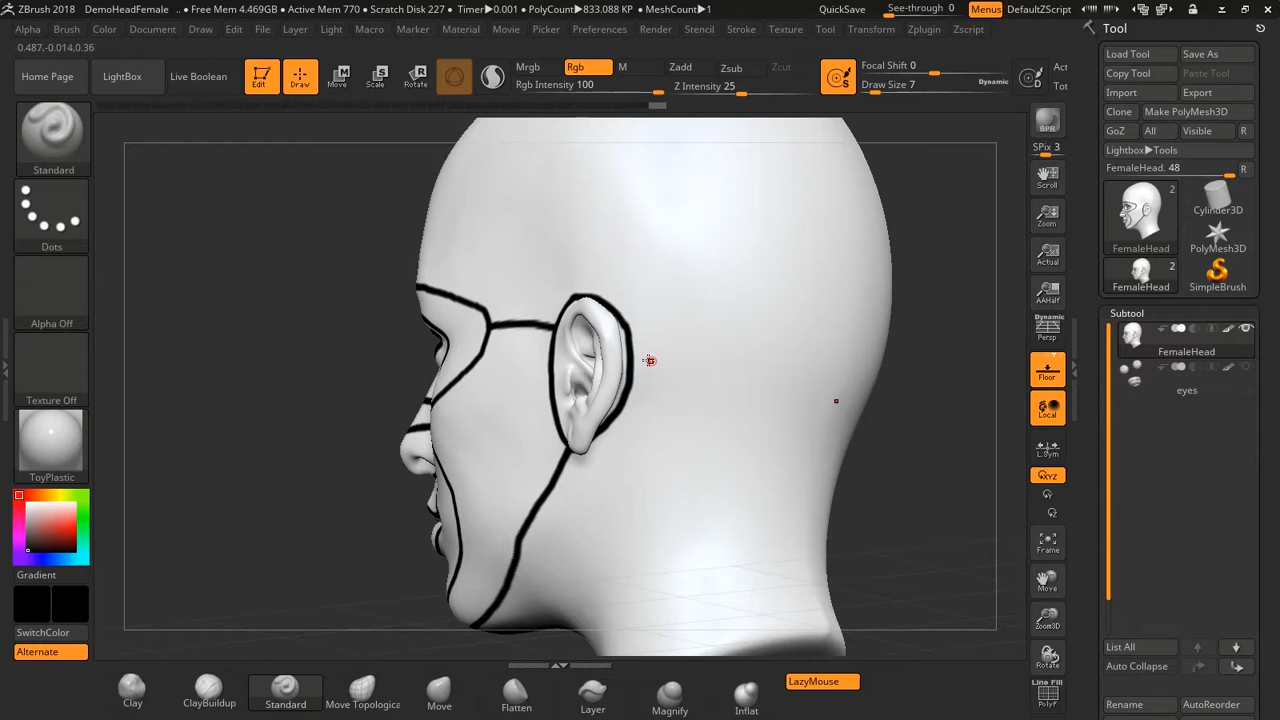 ZBrush 2018 DemoHeadFemale .. • Free Mem 4.469GB • Active Mem 770 • Scratch Disk 227 • Timer▶0.001 • PolyCount▶833.088 KP • MeshCount▶1 QuickSave See-through 0 Menus DefaultZScript
Alpha Brush Color Document Draw Edit File Layer Light Macro Marker Material Movie Picker Preferences Render Stencil Stroke Texture Tool Transform Zplugin Zscript
0.487,-0.014,0.36
Home Page LightBox Live Boolean Edit Draw Move Scale Rotate
Mrgb Rgb M Zadd Zsub Zcut Focal Shift 0
Rgb Intensity 100 Z Intensity 25 Draw Size 7 Dynamic
Ac
Tot
Standard
Dots
Alpha Off
Texture Off
ToyPlastic
Gradient
SwitchColor
Alternate
BPR
SPix 3
Scroll
Zoom
Actual
AAHalf
Dynamic
Persp
Floor
Local
L.Sym
XYZ
Y
Z
Frame
Move
Zoom3D
Rotate
Line Fill
PolyF
Tool
Load Tool Save As
Copy Tool Paste Tool
Import Export
Clone Make PolyMesh3D
GoZ All Visible R
Lightbox▶Tools
FemaleHead. 48 R
2
FemaleHead Cylinder3D
PolyMesh3D
2
FemaleHead SimpleBrush
Subtool
FemaleHead
eyes
List All
Auto Collapse
Rename AutoReorder
Clay ClayBuildup Standard Move Topologica Move Flatten Layer Magnify Inflat
LazyMouse